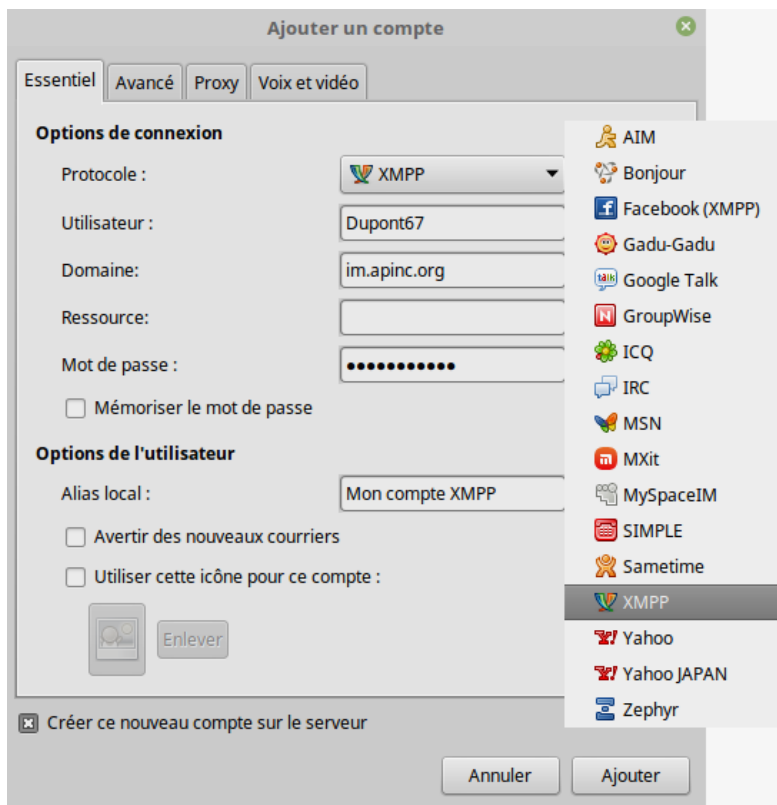 Ajouter un compte
Essentiel Avancé Proxy Voix et vidéo
Options de connexion
Protocole : XMPP
Utilisateur : Dupont67
Domaine: im.apinc.org
Ressource:
Mot de passe : ●●●●●●●●●●●
Mémoriser le mot de passe
Options de l'utilisateur
Alias local : Mon compte XMPP
Avertir des nouveaux courriers
Utiliser cette icône pour ce compte :
Enlever
Créer ce nouveau compte sur le serveur
Annuler Ajouter
AIM
Bonjour
Facebook (XMPP)
Gadu-Gadu
Google Talk
GroupWise
ICQ
IRC
MSN
MXit
MySpaceIM
SIMPLE
Sametime
XMPP
Yahoo
Yahoo JAPAN
Zephyr